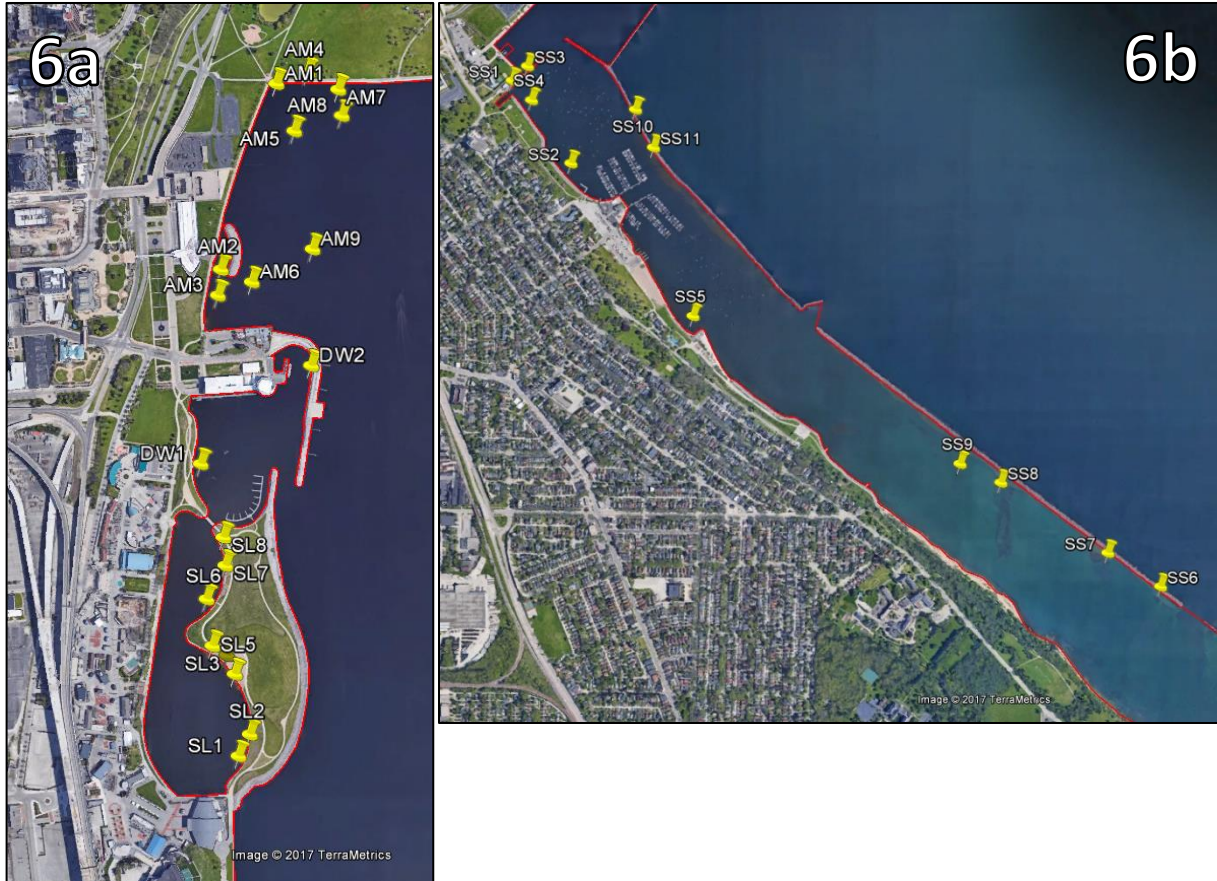 6a
AM4
AM1
AM8
AM7
AM5
AM2
AM9
AM3
AM6
DW2
DW1
SL8
SL7
SL6
SL5
SL3
SL2
SL1
Image © 2017 TerraMetrics
6b
SS1
SS3
SS4
SS10
SS2
SS11
SS5
SS9
SS8
SS7
SS6
Image © 2017 TerraMetrics